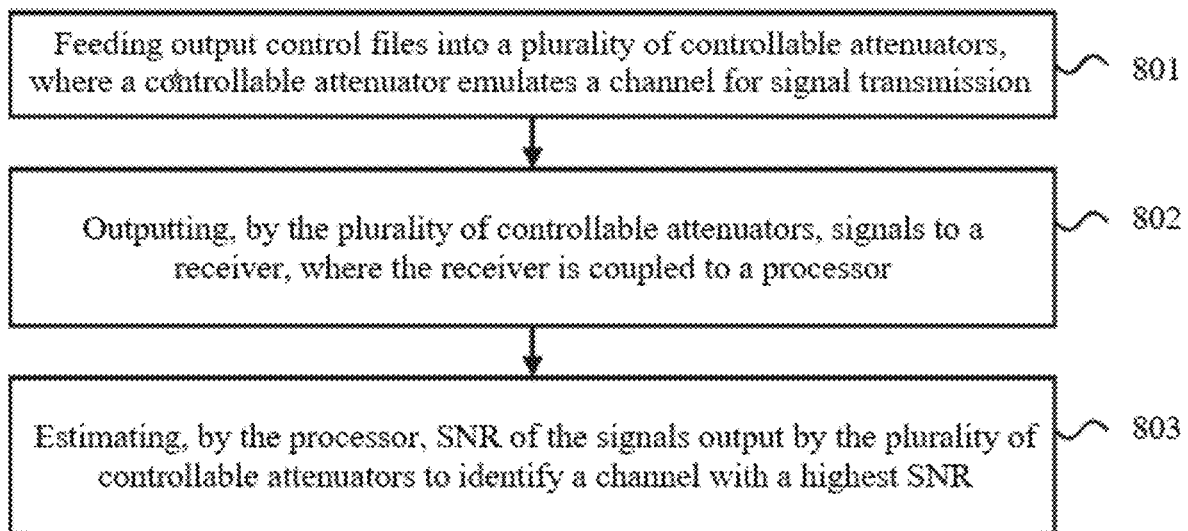 Feeding output control files into a plurality of controllable attenuators,
where a controllable attenuator emulates a channel for signal transmission
801
Outputting, by the plurality of controllable attenuators, signals to a
receiver, where the receiver is coupled to a processor
802
Estimating, by the processor, SNR of the signals output by the plurality of
controllable attenuators to identify a channel with a highest SNR
803